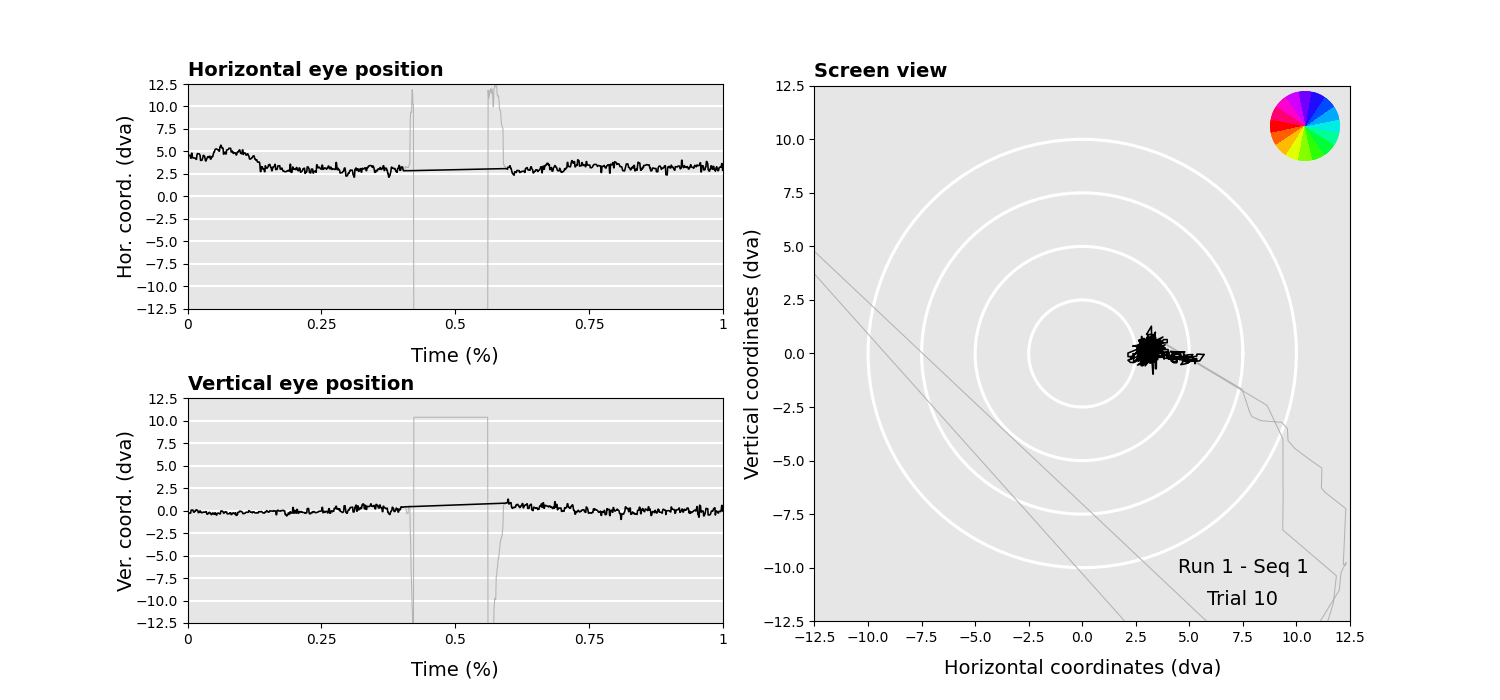 Horizontal eye position
Hor. coord. (dva)
12.5
10.0
7.5
5.0
2.5
0.0
−2.5
−5.0
−7.5
−10.0
−12.5
0 0.25 0.5 0.75 1
Time (%)
Vertical eye position
Ver. coord. (dva)
12.5
10.0
7.5
5.0
2.5
0.0
−2.5
−5.0
−7.5
−10.0
−12.5
0 0.25 0.5 0.75 1
Time (%)
Screen view
Vertical coordinates (dva)
12.5
10.0
7.5
5.0
2.5
0.0
−2.5
−5.0
−7.5
−10.0
−12.5
Run 1 - Seq 1
Trial 10
−12.5 −10.0 −7.5 −5.0 −2.5 0.0 2.5 5.0 7.5 10.0 12.5
Horizontal coordinates (dva)